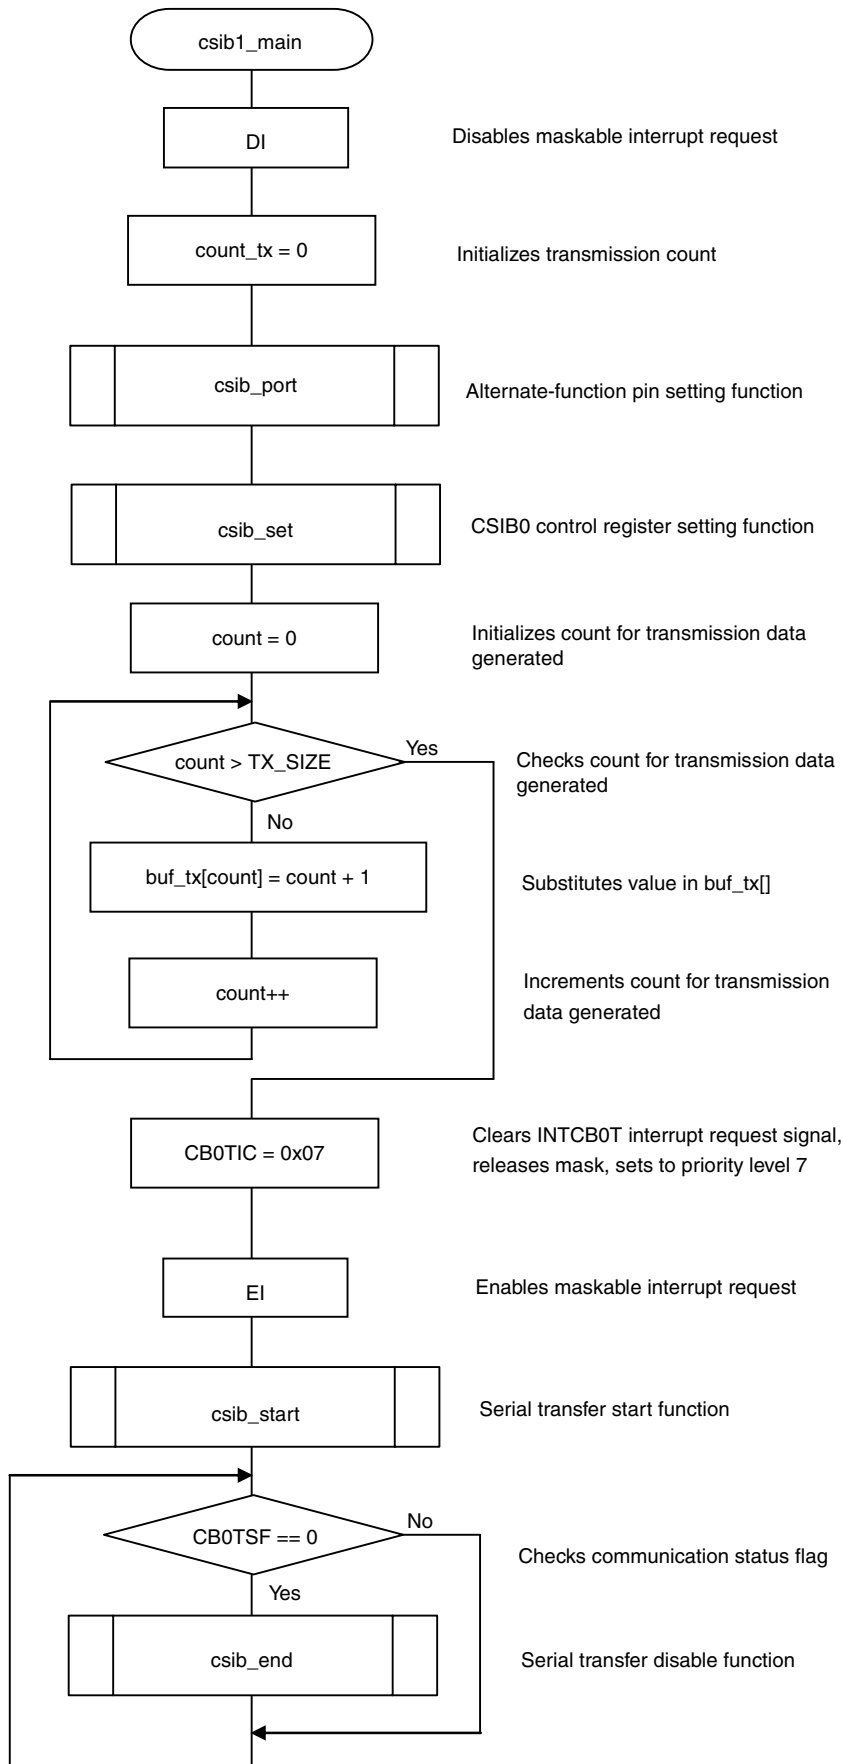 csib1_main
DI
Disables maskable interrupt request
count_tx = 0
Initializes transmission count
csib_port
Alternate-function pin setting function
csib_set
CSIB0 control register setting function
count = 0
Initializes count for transmission data
generated
count > TX_SIZE
Yes
Checks count for transmission data
generated
No
buf_tx[count] = count + 1
Substitutes value in buf_tx[]
count++
Increments count for transmission
data generated
CB0TIC = 0x07
Clears INTCB0T interrupt request signal,
releases mask, sets to priority level 7
EI
Enables maskable interrupt request
csib_start
Serial transfer start function
CB0TSF == 0
No
Checks communication status flag
Yes
csib_end
Serial transfer disable function